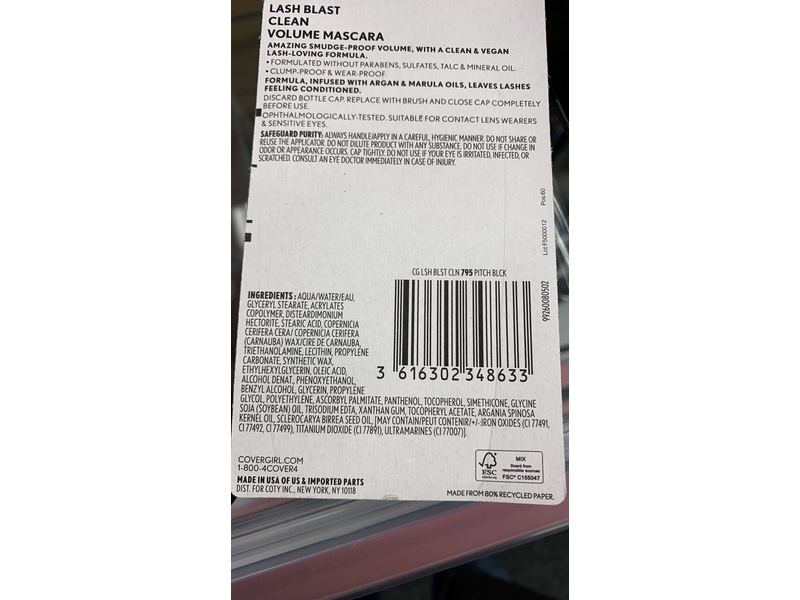 LASH BLAST
CLEAN
VOLUME MASCARA
AMAZING SMUDGE-PROOF VOLUME, WITH A CLEAN & VEGAN
LASH-LOVING FORMULA.
• FORMULATED WITHOUT PARABENS, SULFATES, TALC & MINERAL OIL.
• CLUMP-PROOF & WEAR-PROOF.
FORMULA, INFUSED WITH ARGAN & MARULA OILS, LEAVES LASHES
FEELING CONDITIONED.
DISCARD BOTTLE CAP. REPLACE WITH BRUSH AND CLOSE CAP COMPLETELY
BEFORE USE.
OPHTHALMOLOGICALLY-TESTED. SUITABLE FOR CONTACT LENS WEARERS
& SENSITIVE EYES.
SAFEGUARD PURITY: ALWAYS HANDLE/APPLY IN A CAREFUL, HYGIENIC MANNER. DO NOT SHARE OR
REUSE THE APPLICATOR. DO NOT DILUTE PRODUCT WITH ANY SUBSTANCE. DO NOT USE IF CHANGE IN
ODOR OR APPEARANCE OCCURS. CAP TIGHTLY. DO NOT USE IF YOUR EYE IS IRRITATED, INFECTED, OR
SCRATCHED. CONSULT AN EYE DOCTOR IMMEDIATELY IN CASE OF INJURY.
Pos:60
Lot:F5000012
99260080502
CG LSH BLST CLN 795 PITCH BLCK
3 616302 348633
INGREDIENTS: AQUA/WATER/EAU,
GLYCERYL STEARATE, ACRYLATES
COPOLYMER, DISTEARDIMONIUM
HECTORITE, STEARIC ACID, COPERNICIA
CERIFERA CERA/ COPERNICIA CERIFERA
(CARNAUBA) WAX/CIRE DE CARNAUBA,
TRIETHANOLAMINE, LECITHIN, PROPYLENE
CARBONATE, SYNTHETIC WAX,
ETHYLHEXYLGLYCERIN, OLEIC ACID,
ALCOHOL DENAT., PHENOXYETHANOL,
BENZYL ALCOHOL, GLYCERIN, PROPYLENE
GLYCOL, POLYETHYLENE, ASCORBYL PALMITATE, PANTHENOL, TOCOPHEROL, SIMETHICONE, GLYCINE
SOJA (SOYBEAN) OIL, TRISODIUM EDTA, XANTHAN GUM, TOCOPHERYL ACETATE, ARGANIA SPINOSA
KERNEL OIL, SCLEROCARYA BIRREA SEED OIL, [MAY CONTAIN/PEUT CONTENIR/+/-:IRON OXIDES (CI 77491,
CI 77492, CI 77499), TITANIUM DIOXIDE (CI 77891), ULTRAMARINES (CI 77007)].
COVERGIRL.COM
1-800-4COVER4
MADE IN USA OF US & IMPORTED PARTS
DIST. FOR COTY INC., NEW YORK, NY 10118
FSC
MIX
Board from
responsible sources
FSC® C155047
MADE FROM 80% RECYCLED PAPER.